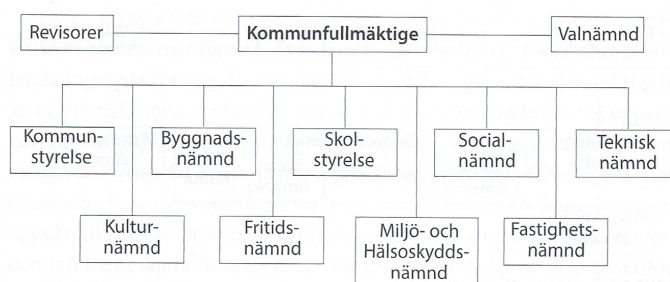 Revisorer
Kommunfullmäktige
Valnämnd
Kommun-
styrelse
Byggnads-
nämnd
Skol-
styrelse
Social-
nämnd
Teknisk
nämnd
Kultur-
nämnd
Fritids-
nämnd
Miljö- och
Hälsoskydds-
nämnd
Fastighets-
nämnd